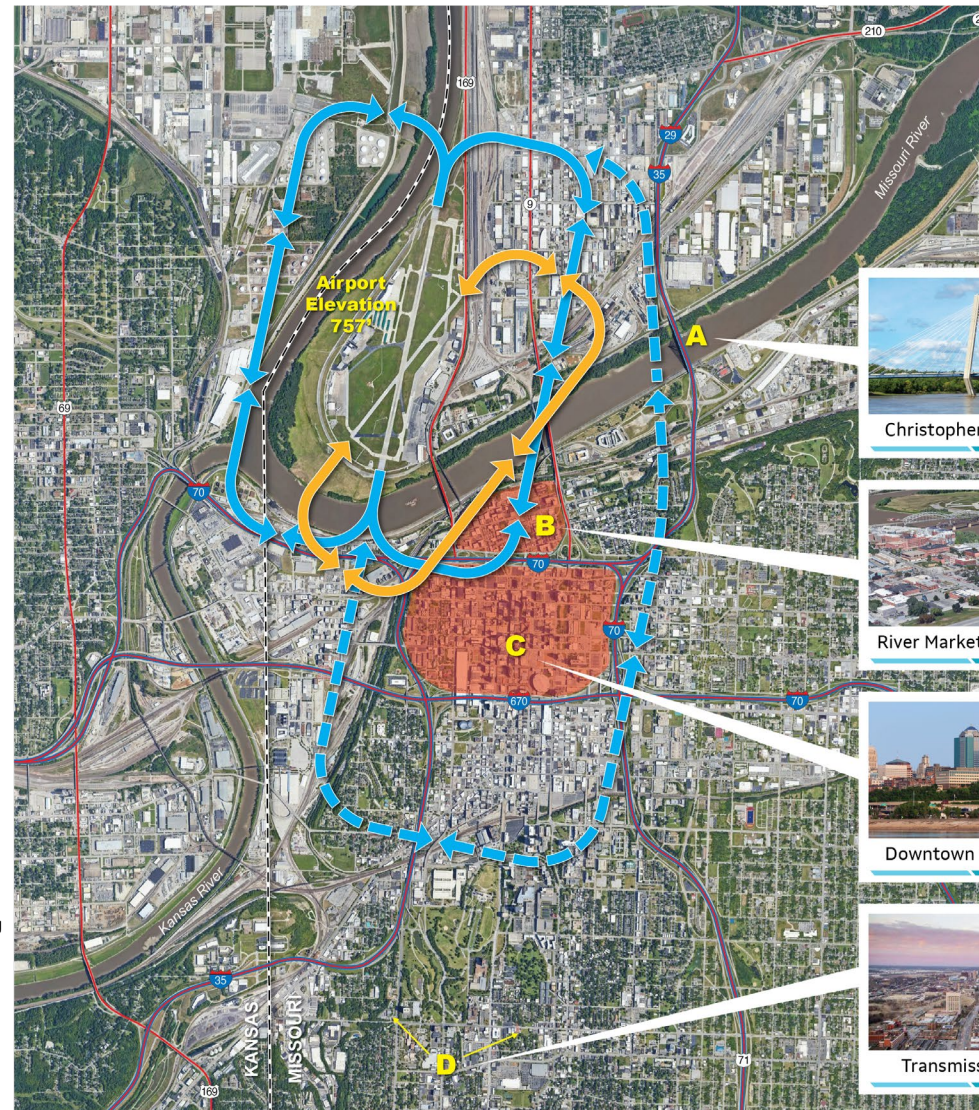 210
169
29
35
Missouri River
9
Airport
Elevation
757'
A
Christopher
69
70
B
70
River Market
C
70
670
70
Downtown
Kansas River
35
KANSAS
MISSOURI
D
71
169
Transmiss